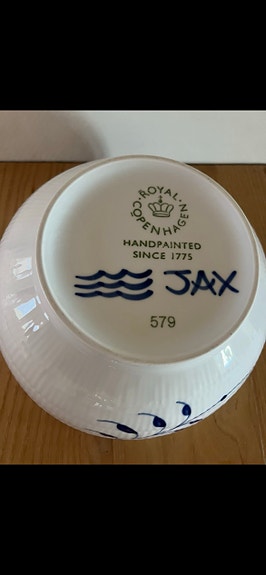 ROYAL
COPENHAGEN
HANDPAINTED
SINCE 1775
JAX
579